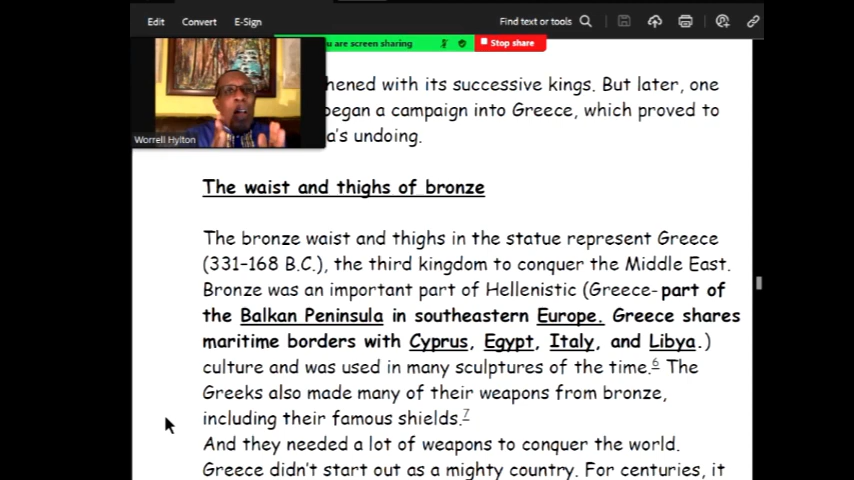 Edit Convert E-Sign Find text or tools
u are screen sharing Stop share
hened with its successive kings. But later, one
began a campaign into Greece, which proved to
a's undoing.
Worrell Hylton
The waist and thighs of bronze
The bronze waist and thighs in the statue represent Greece
(331–168 B.C.), the third kingdom to conquer the Middle East.
Bronze was an important part of Hellenistic (Greece- part of
the Balkan Peninsula in southeastern Europe. Greece shares
maritime borders with Cyprus, Egypt, Italy, and Libya.)
culture and was used in many sculptures of the time.6 The
Greeks also made many of their weapons from bronze,
including their famous shields.7
And they needed a lot of weapons to conquer the world.
Greece didn't start out as a mighty country. For centuries, it